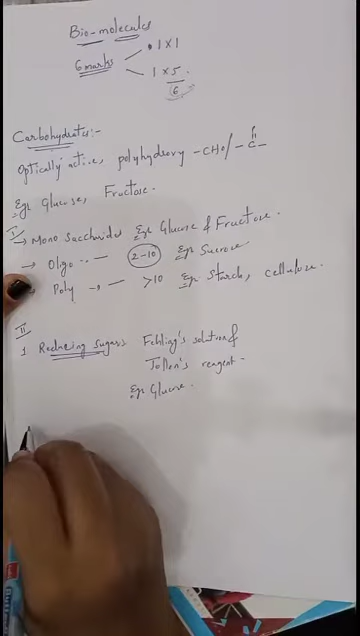 Bio-molecules
6 marks
1 X 1
1 X 5
6
Carbohydrates:-
Optically active, polyhydroxy -CHO/ -C-
Eg: Glucose, Fructose.
I
→ Mono Saccharides Eg Glucose & Fructose.
→ Oligo -"- — 2-10 Eg Sucrose
Poly -"- — >10 Eg Starch, cellulose.
II
1 Reducing Sugars Fehling's solution &
Tollen's reagent-
Eg: Glucose.